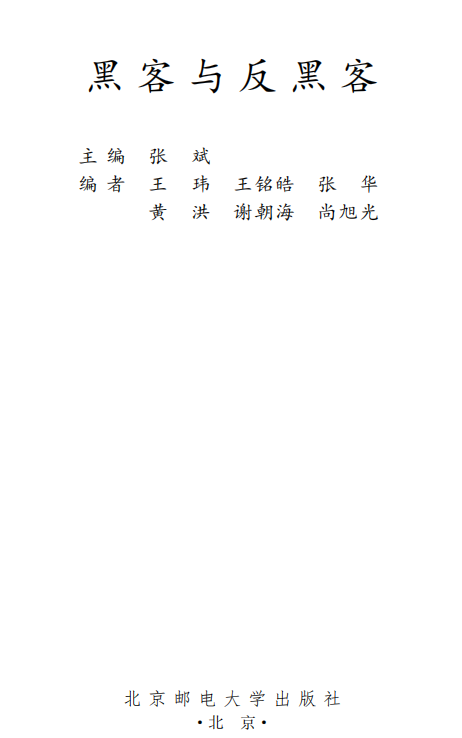 黑客与反黑客
主编 张 斌
编者 王 玮 王铭皓 张 华
黄 洪 谢朝海 尚旭光
北京邮电大学出版社
·北 京·